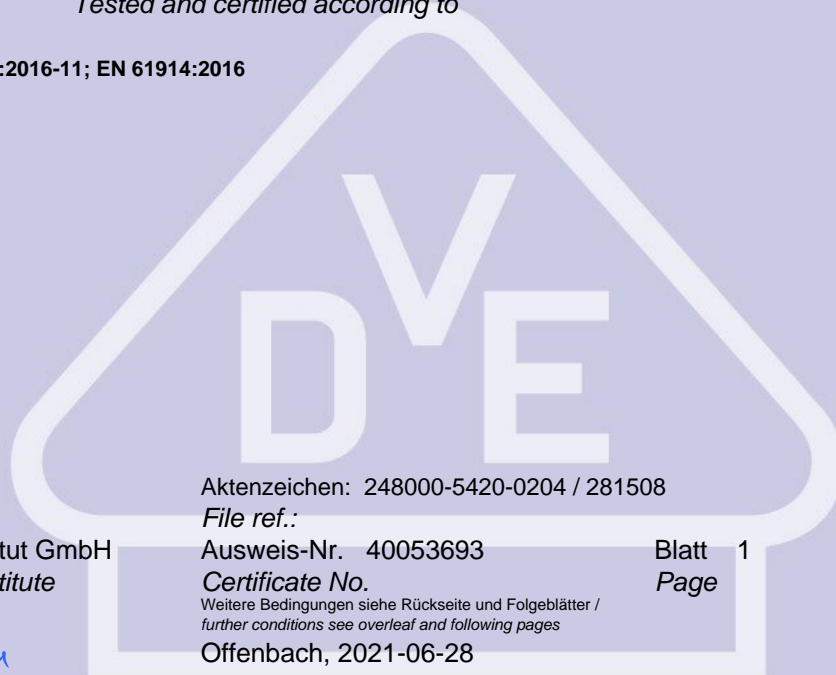 Tested and certified according to
:2016-11; EN 61914:2016
DVE
Aktenzeichen: 248000-5420-0204 / 281508
File ref.:
tut GmbH Ausweis-Nr. 40053693 Blatt 1
titute Certificate No. Page
Weitere Bedingungen siehe Rückseite und Folgeblätter /
further conditions see overleaf and following pages
Offenbach, 2021-06-28